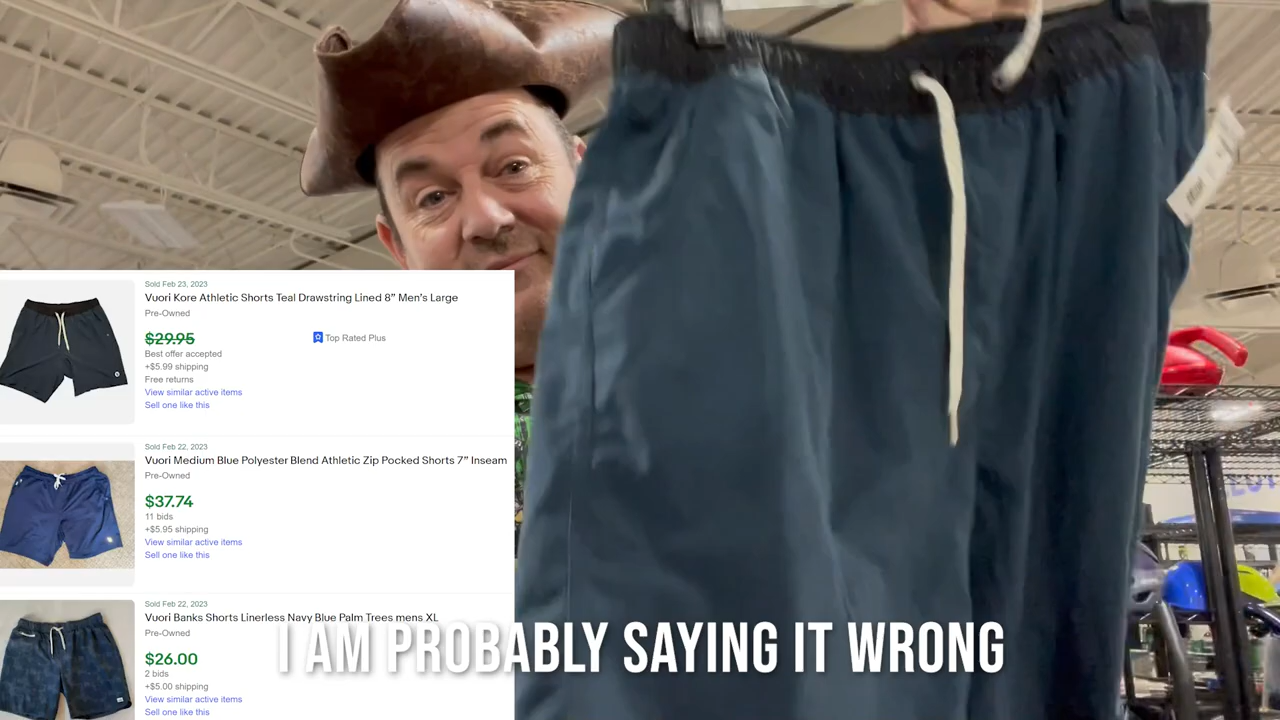 Sold Feb 23, 2023
Vuori Kore Athletic Shorts Teal Drawstring Lined 8” Men’s Large
Pre-Owned
$29.95
Top Rated Plus
Best offer accepted
+$5.99 shipping
Free returns
View similar active items
Sell one like this
Sold Feb 22, 2023
Vuori Medium Blue Polyester Blend Athletic Zip Pocked Shorts 7” Inseam
Pre-Owned
$37.74
11 bids
+$5.95 shipping
View similar active items
Sell one like this
Sold Feb 22, 2023
Vuori Banks Shorts Linerless Navy Blue Palm Trees mens XL
Pre-Owned
$26.00
2 bids
+$5.00 shipping
View similar active items
Sell one like this
I AM PROBABLY SAYING IT WRONG